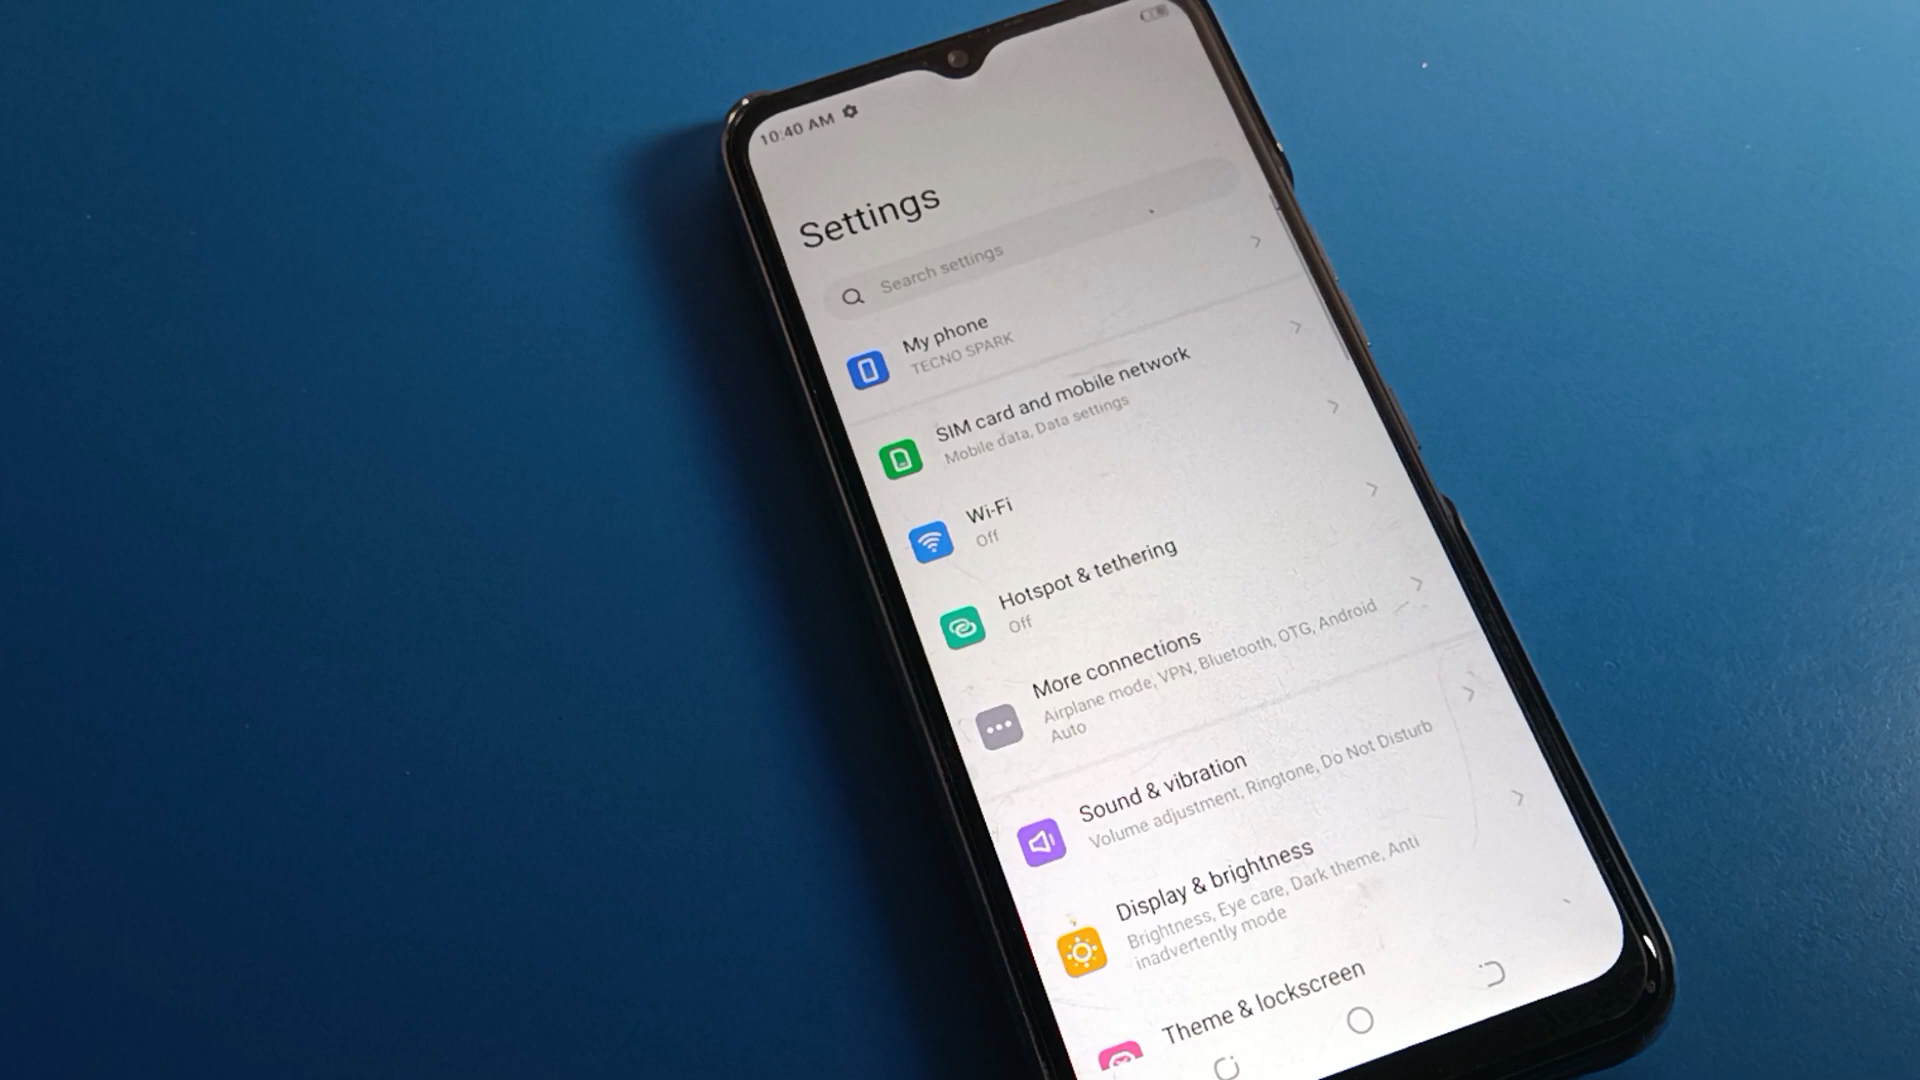 10:40 AM
Settings
Search settings
My phone
TECNO SPARK
SIM card and mobile network
Mobile data, Data settings
Wi-Fi
Off
Hotspot & tethering
Off
More connections
Airplane mode, VPN, Bluetooth, OTG, Android
Auto
Sound & vibration
Volume adjustment, Ringtone, Do Not Disturb
Display & brightness
Brightness, Eye care, Dark theme, Anti
inadvertently mode
Theme & lockscreen